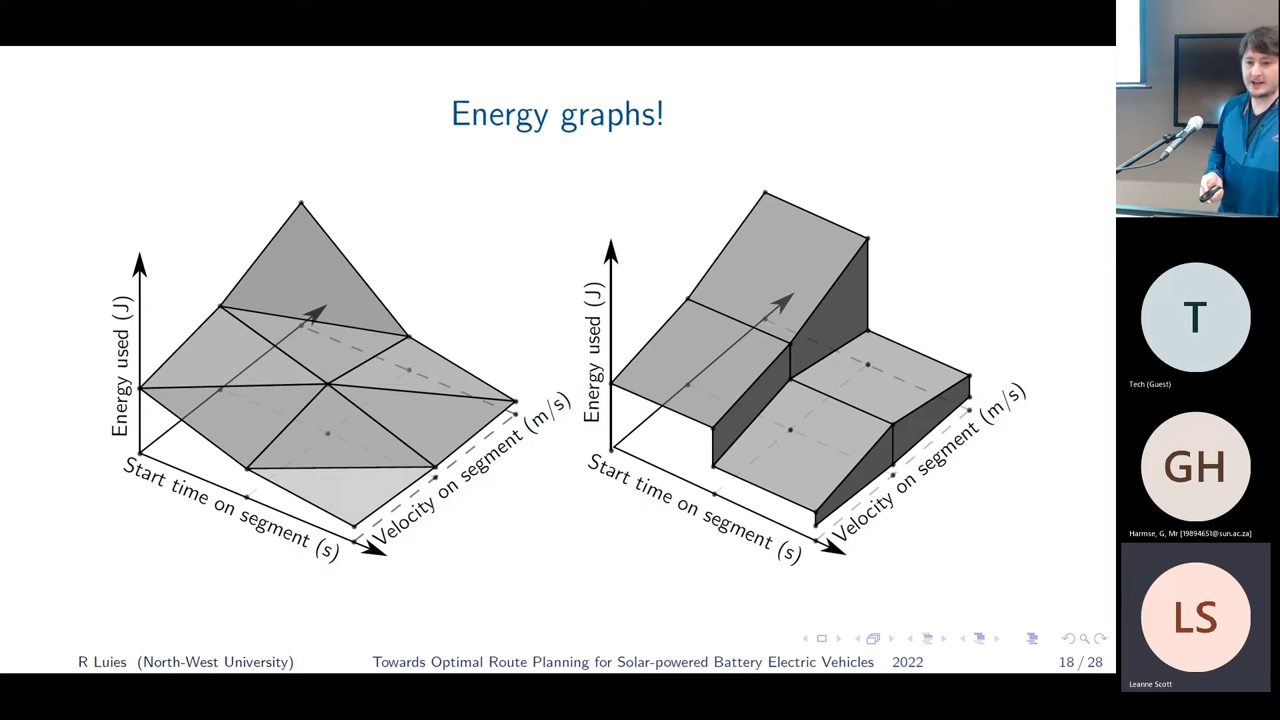 Energy graphs!
Energy used (J)
Start time on segment (s)
Velocity on segment (m/s)
Energy used (J)
Start time on segment (s)
Velocity on segment (m/s)
R Luies (North-West University)
Towards Optimal Route Planning for Solar-powered Battery Electric Vehicles
2022
18 / 28
T
Tech (Guest)
GH
Harmse, G, Mr [19894651@sun.ac.za]
LS
Leanne Scott